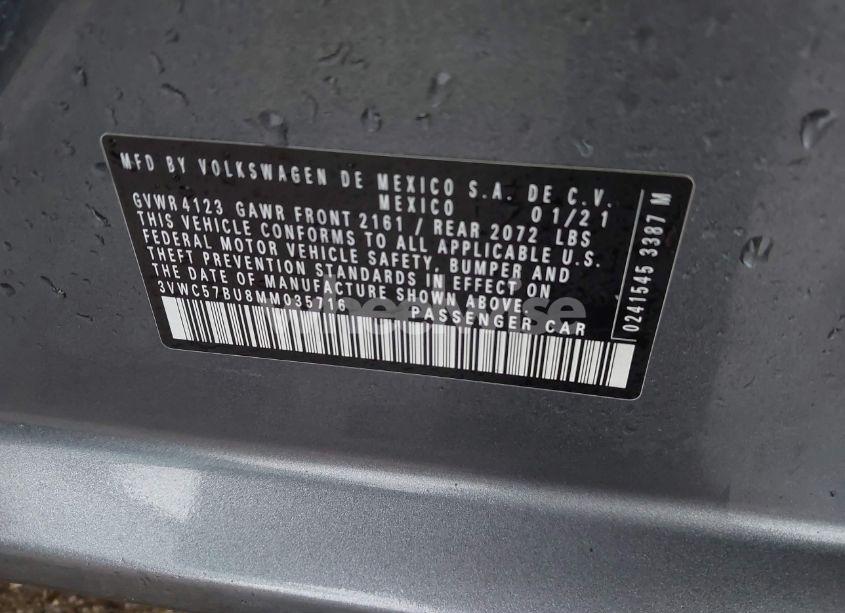 MFD BY VOLKSWAGEN DE MEXICO S.A. DE C.V.
MEXICO 01/21
GVWR 4123 GAWR FRONT 2161 / REAR 2072 LBS
THIS VEHICLE CONFORMS TO ALL APPLICABLE U.S.
FEDERAL MOTOR VEHICLE SAFETY, BUMPER AND
THEFT PREVENTION STANDARDS IN EFFECT ON
THE DATE OF MANUFACTURE SHOWN ABOVE.
3VWC57BU8MM035716 PASSENGER CAR
0241545 3387 M